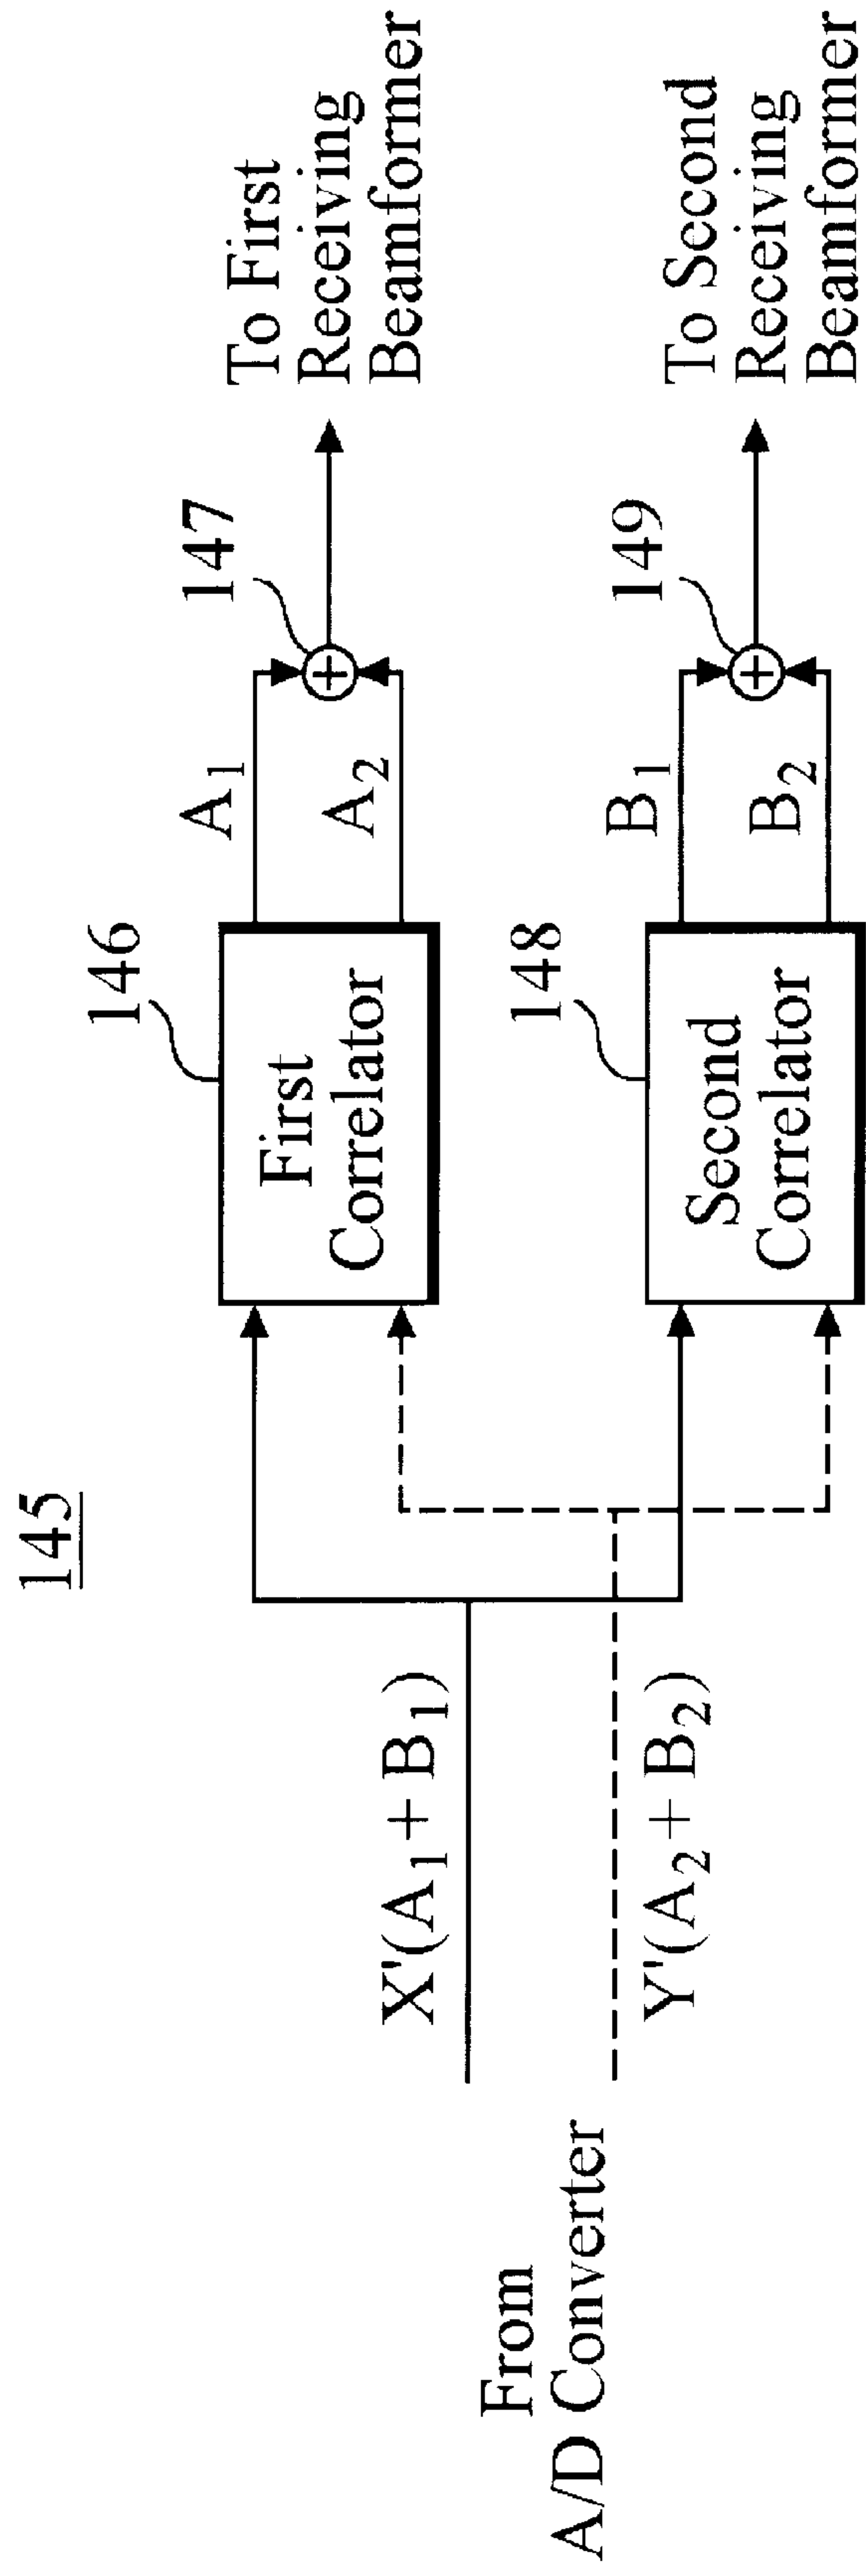 145
From
A/D Converter
X'(A₁ + B₁)
Y'(A₂ + B₂)
146
First
Correlator
A₁
A₂
147
To First
Receiving
Beamformer
148
Second
Correlator
B₁
B₂
149
To Second
Receiving
Beamformer